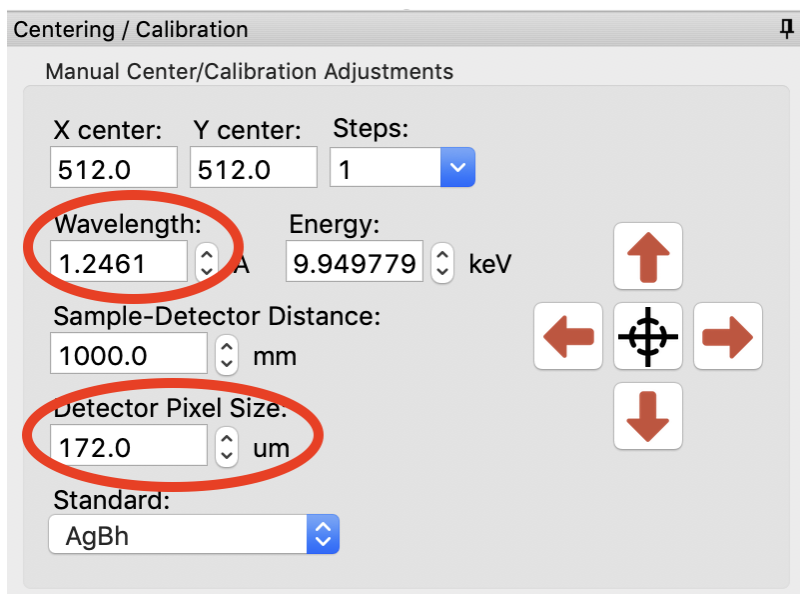 Centering / Calibration
Manual Center/Calibration Adjustments
X center: Y center: Steps:
512.0 512.0 1
Wavelength: Energy:
1.2461 A 9.949779 keV
Sample-Detector Distance:
1000.0 mm
Detector Pixel Size:
172.0 um
Standard:
AgBh